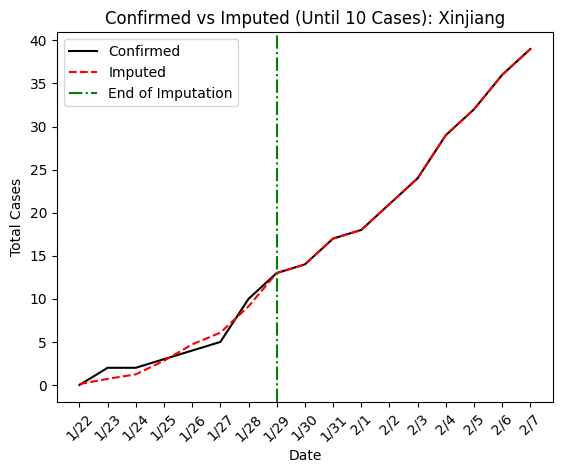 Confirmed vs Imputed (Until 10 Cases): Xinjiang
Confirmed
Imputed
End of Imputation
Total Cases
40
35
30
25
20
15
10
5
0
1/22 1/23 1/24 1/25 1/26 1/27 1/28 1/29 1/30 1/31 2/1 2/2 2/3 2/4 2/5 2/6 2/7
Date